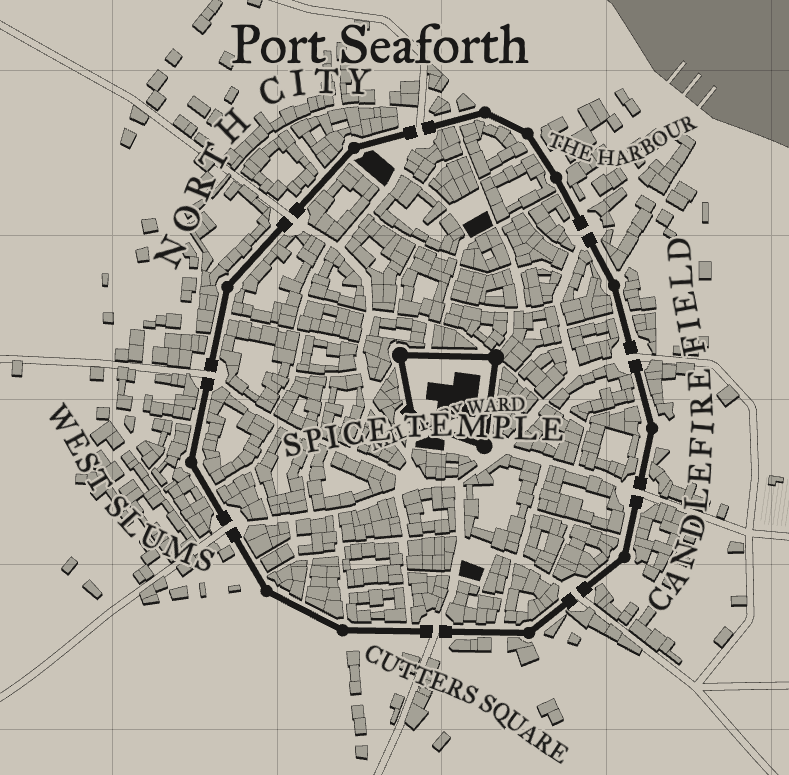 Port Seaforth
NORTH CITY
THE HARBOUR
CANDLEFIRE FIELD
WARD
SPICE TEMPLE
WEST SLUMS
CUTTERS SQUARE